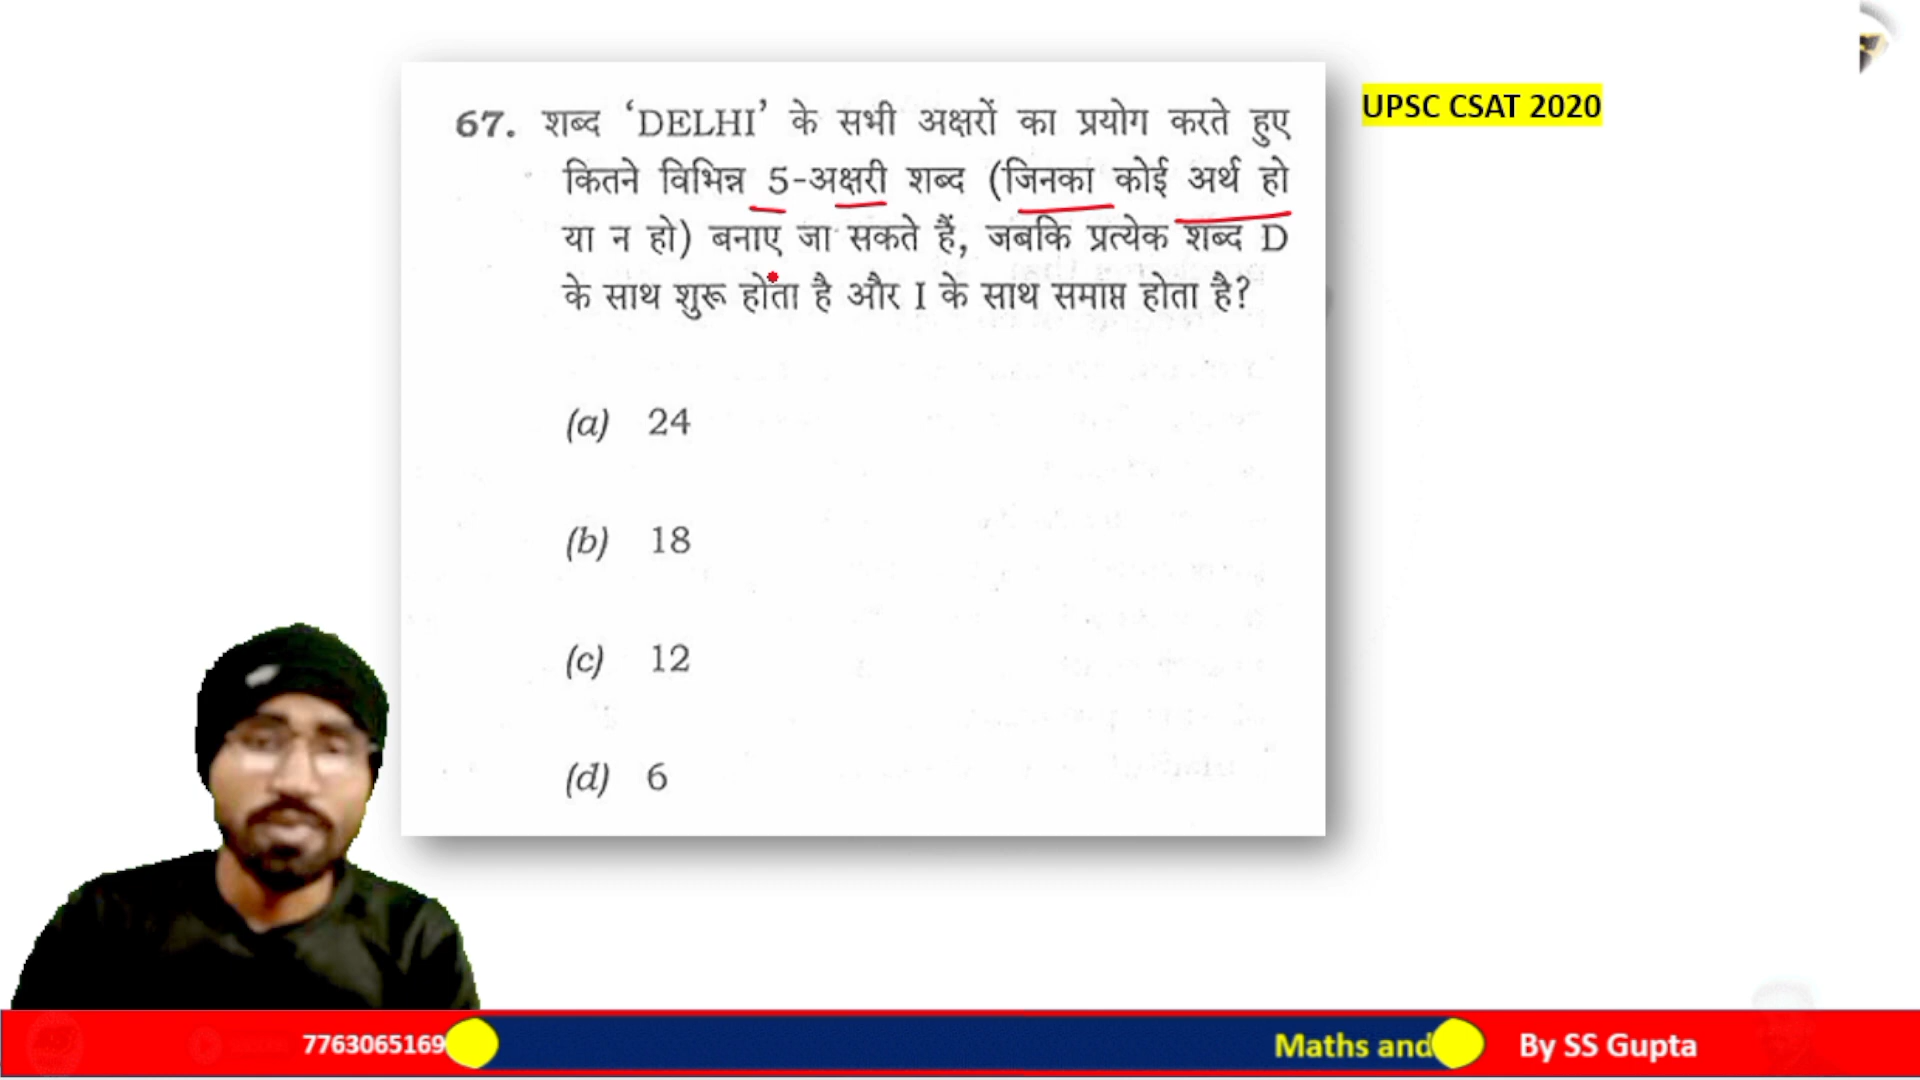 UPSC CSAT 2020
67. शब्द ‘DELHI’ के सभी अक्षरों का प्रयोग करते हुए
कितने विभिन्न 5-अक्षरी शब्द (जिनका कोई अर्थ हो
या न हो) बनाए जा सकते हैं, जबकि प्रत्येक शब्द D
के साथ शुरू होता है और I के साथ समाप्त होता है?
(a) 24
(b) 18
(c) 12
(d) 6
7763065169
Maths and
By SS Gupta